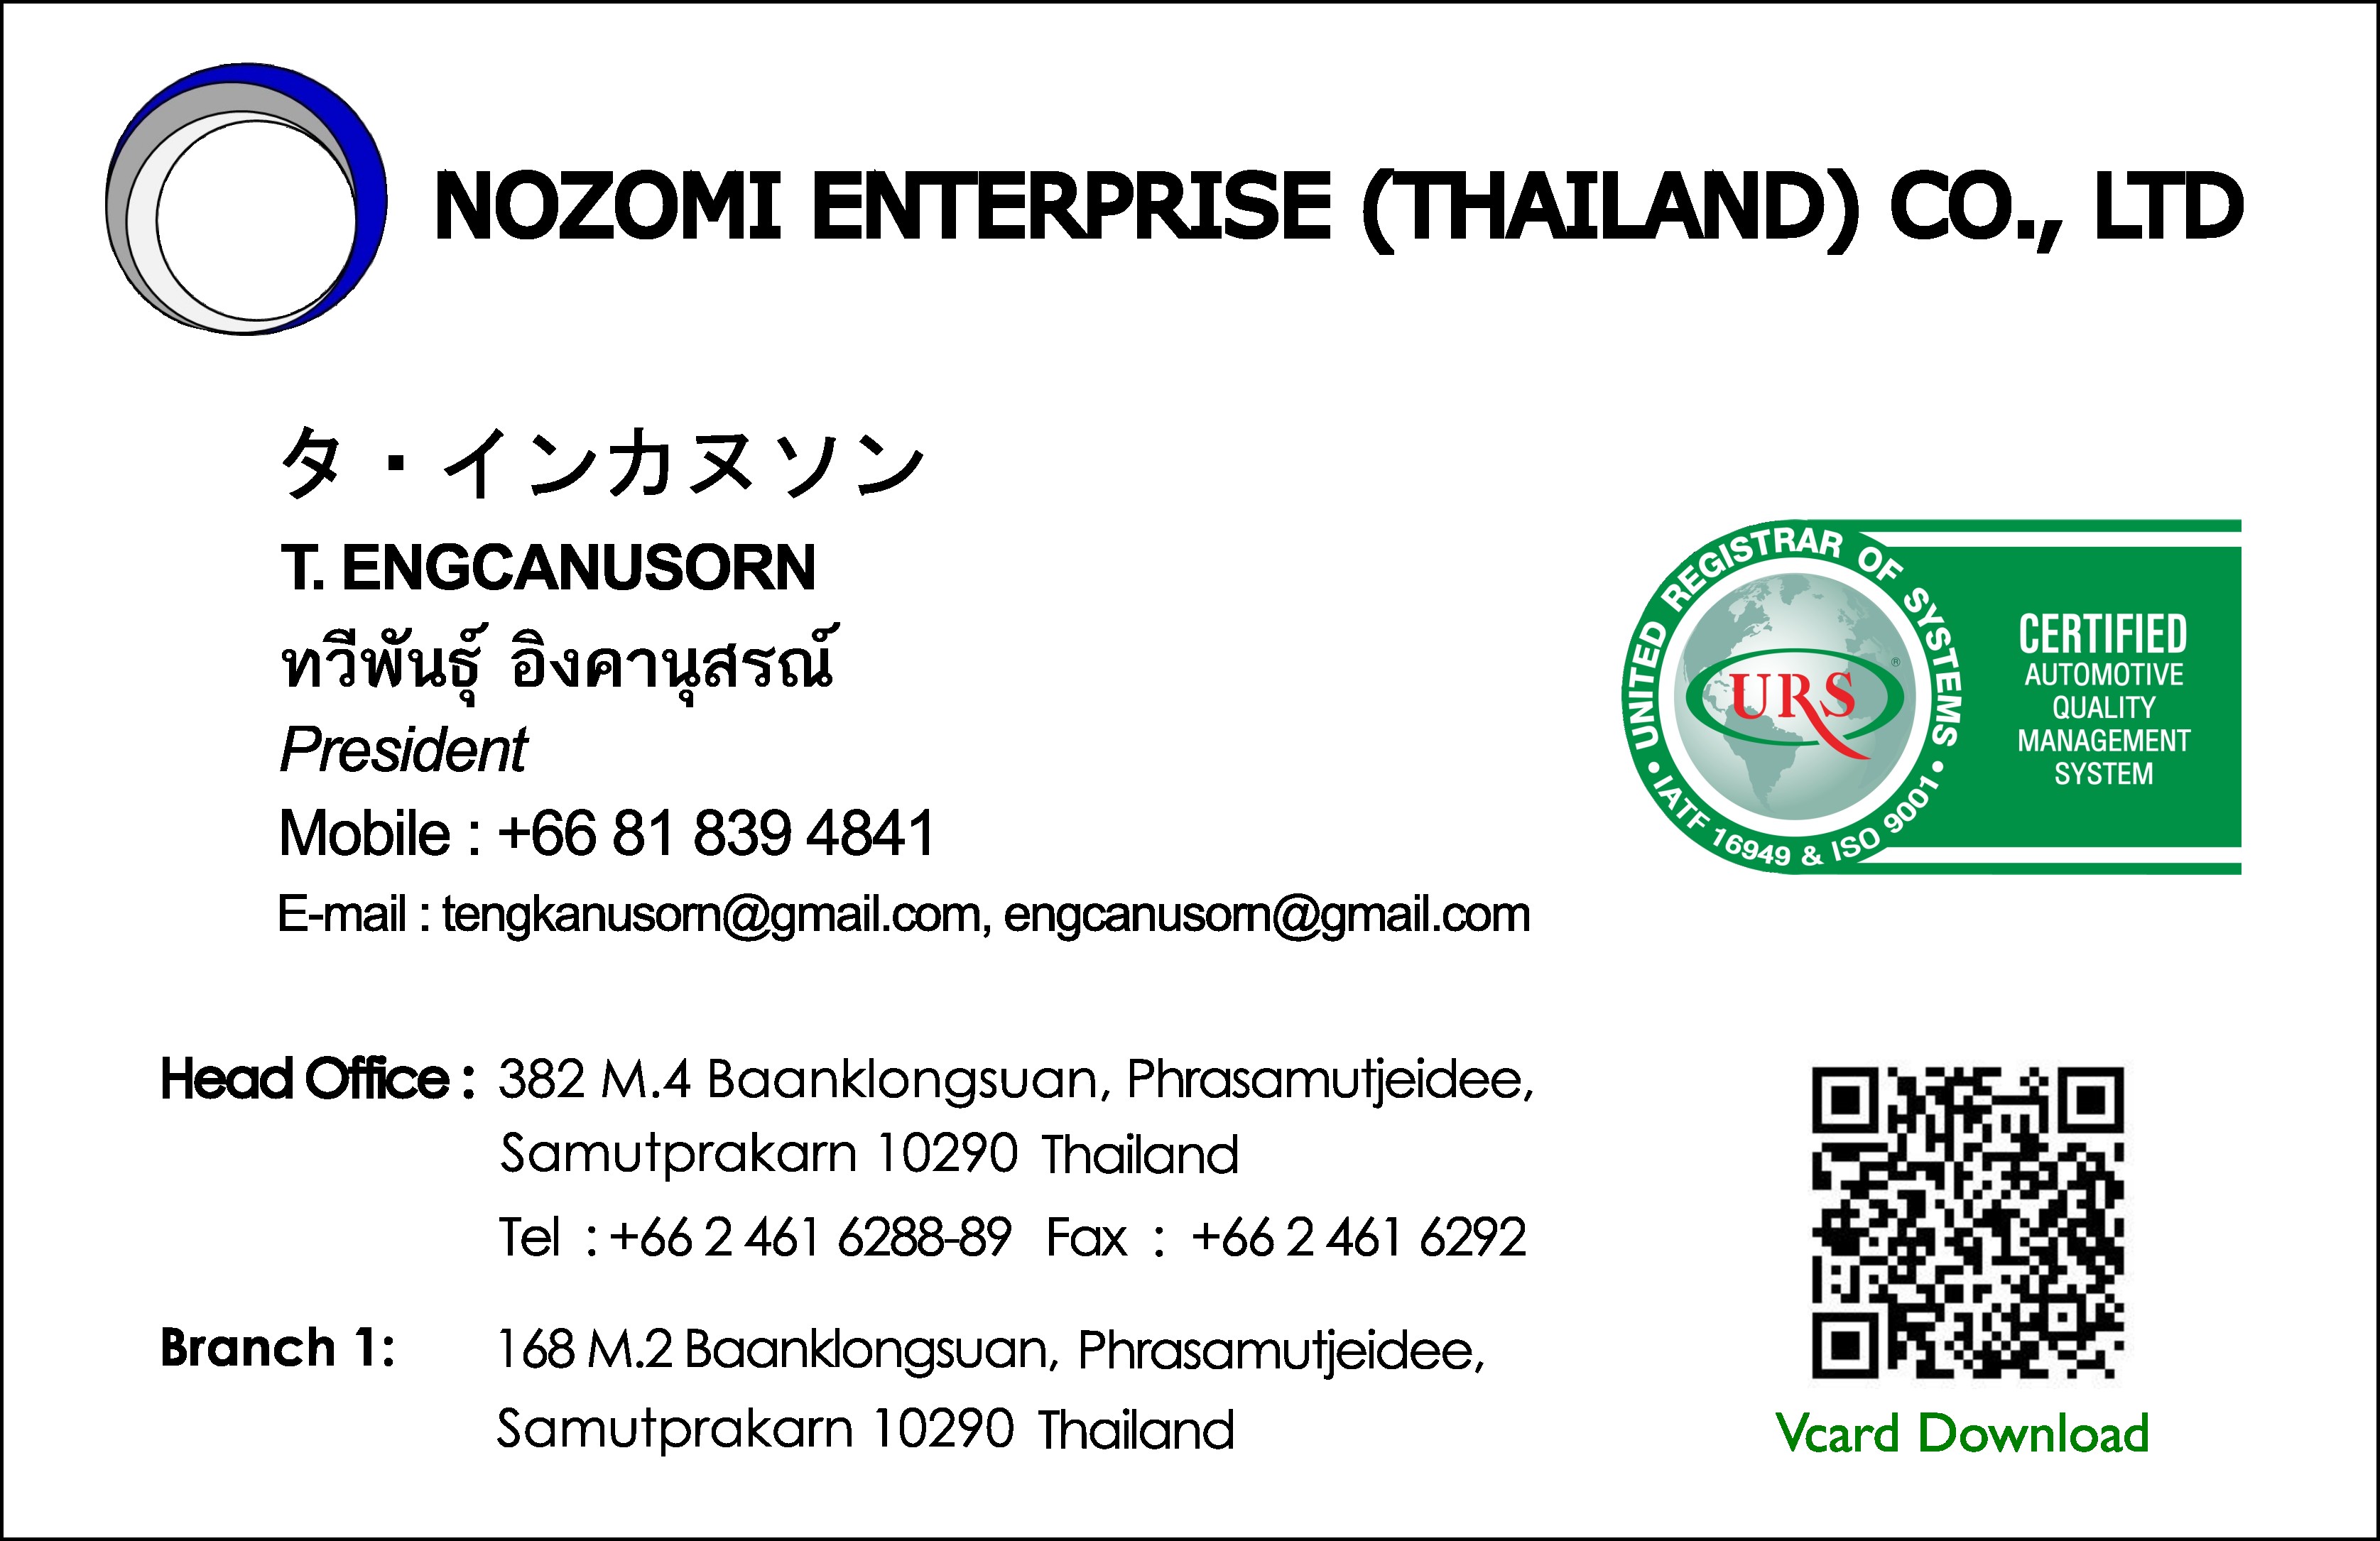 NOZOMI ENTERPRISE (THAILAND) CO., LTD
タ・インカヌソン
T. ENGCANUSORN
ทวีพันธุ์ อิงคานุสรณ์
President
Mobile : +66 81 839 4841
E-mail : tengkanusorn@gmail.com, engcanusorn@gmail.com
UNITED REGISTRAR OF SYSTEMS
URS®
• IATF 16949 & ISO 9001 •
CERTIFIED
AUTOMOTIVE
QUALITY
MANAGEMENT
SYSTEM
Head Office : 382 M.4 Baanklongsuan, Phrasamutjeidee,
Samutprakarn 10290 Thailand
Tel : +66 2 461 6288-89 Fax : +66 2 461 6292
Branch 1: 168 M.2 Baanklongsuan, Phrasamutjeidee,
Samutprakarn 10290 Thailand
Vcard Download